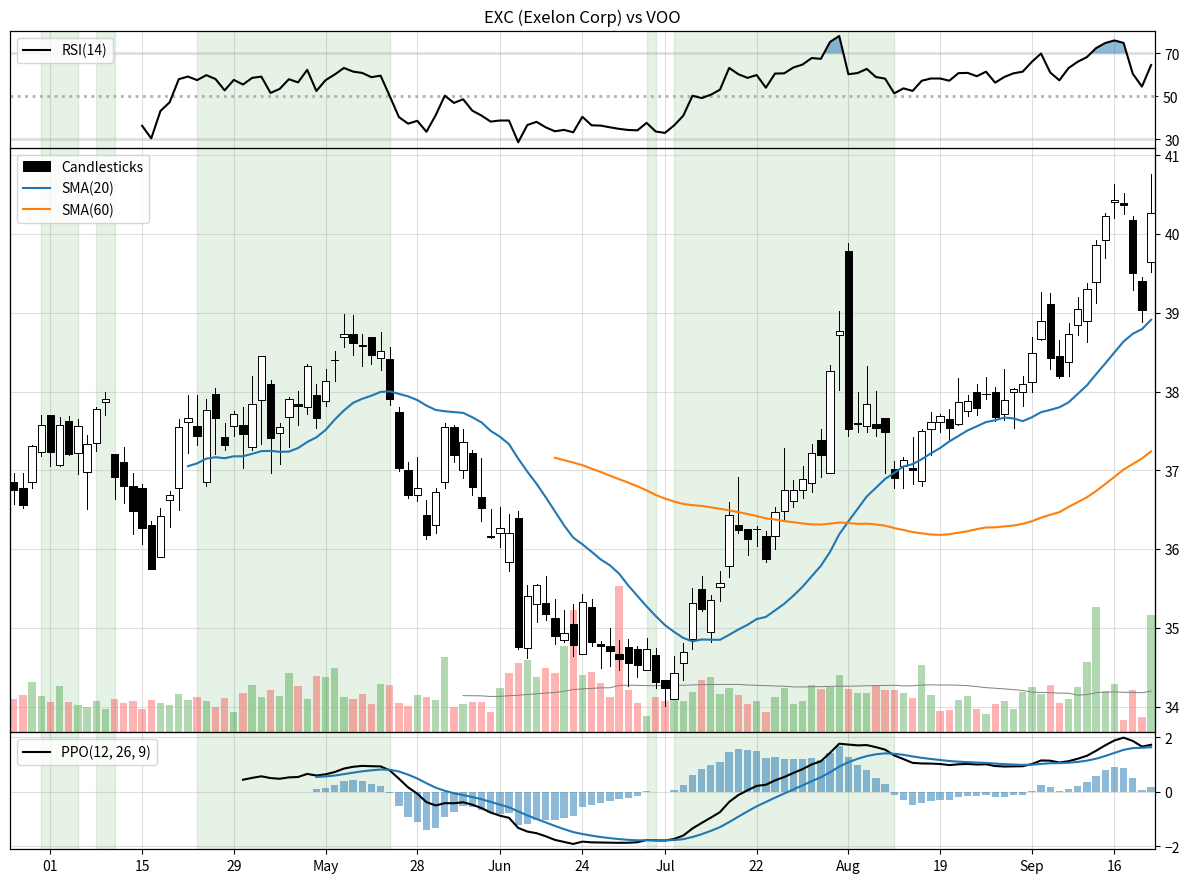 EXC (Exelon Corp) vs VOO
RSI(14)
70
50
30
Candlesticks
SMA(20)
SMA(60)
41
40
39
38
37
36
35
34
PPO(12, 26, 9)
2
0
−2
01 15 29 May 28 Jun 24 Jul 22 Aug 19 Sep 16